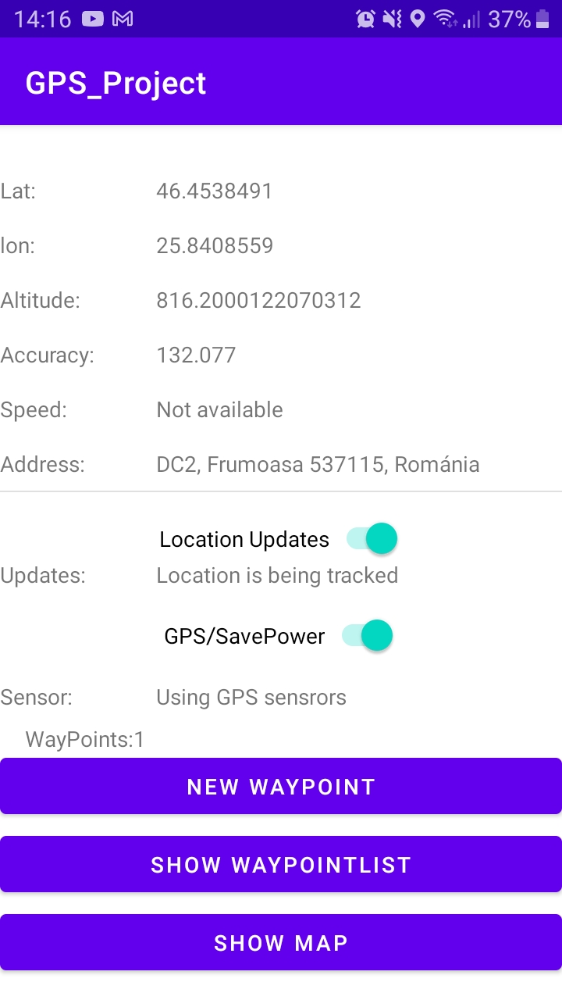 14:16 37%
GPS_Project
Lat: 46.4538491
lon: 25.8408559
Altitude: 816.2000122070312
Accuracy: 132.077
Speed: Not available
Address: DC2, Frumoasa 537115, Románia
Location Updates
Updates: Location is being tracked
GPS/SavePower
Sensor: Using GPS sensrors
WayPoints:1
NEW WAYPOINT
SHOW WAYPOINTLIST
SHOW MAP